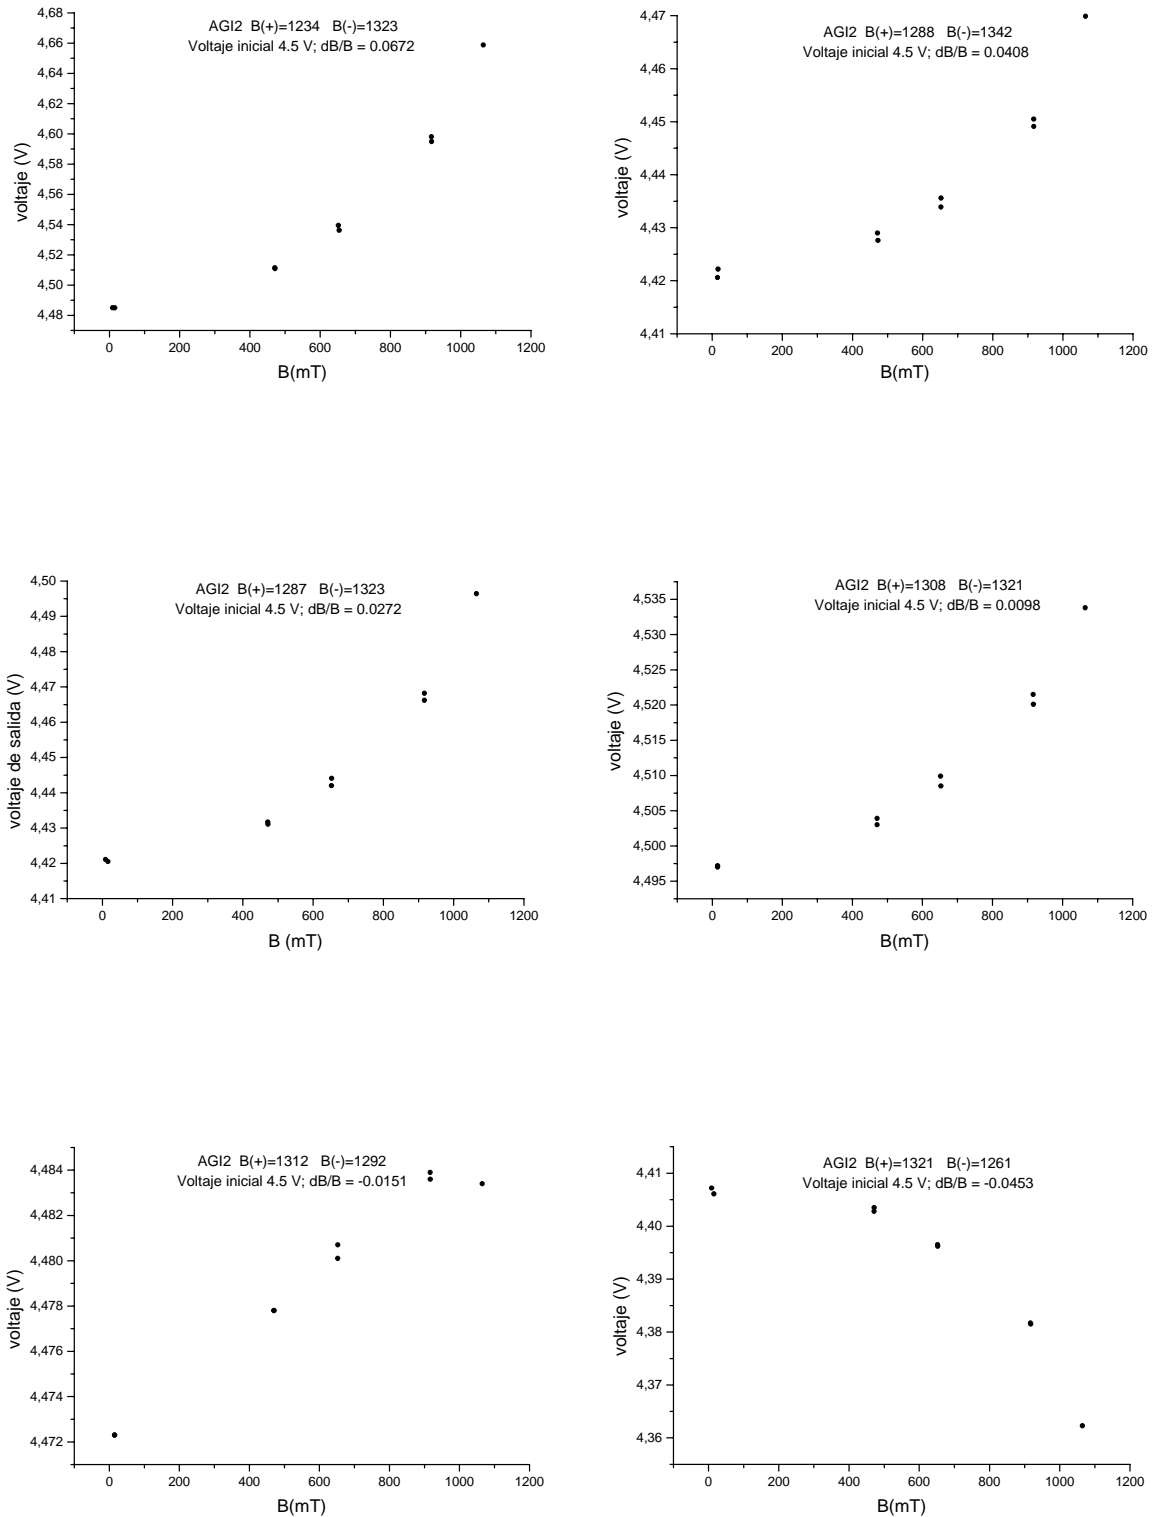 AGI2 B(+)=1234 B(-)=1323
Voltaje inicial 4.5 V; dB/B = 0.0672
4,68
4,66
4,64
4,62
4,60
4,58
4,56
4,54
4,52
4,50
4,48
voltaje (V)
0 200 400 600 800 1000 1200
B(mT)
AGI2 B(+)=1288 B(-)=1342
Voltaje inicial 4.5 V; dB/B = 0.0408
4,47
4,46
4,45
4,44
4,43
4,42
4,41
voltaje (V)
0 200 400 600 800 1000 1200
B(mT)
AGI2 B(+)=1287 B(-)=1323
Voltaje inicial 4.5 V; dB/B = 0.0272
4,50
4,49
4,48
4,47
4,46
4,45
4,44
4,43
4,42
4,41
voltaje de salida (V)
0 200 400 600 800 1000 1200
B (mT)
AGI2 B(+)=1308 B(-)=1321
Voltaje inicial 4.5 V; dB/B = 0.0098
4,535
4,530
4,525
4,520
4,515
4,510
4,505
4,500
4,495
voltaje (V)
0 200 400 600 800 1000 1200
B(mT)
AGI2 B(+)=1312 B(-)=1292
Voltaje inicial 4.5 V; dB/B = -0.0151
4,484
4,482
4,480
4,478
4,476
4,474
4,472
voltaje (V)
0 200 400 600 800 1000 1200
B(mT)
AGI2 B(+)=1321 B(-)=1261
Voltaje inicial 4.5 V; dB/B = -0.0453
4,41
4,40
4,39
4,38
4,37
4,36
voltaje (V)
0 200 400 600 800 1000 1200
B(mT)